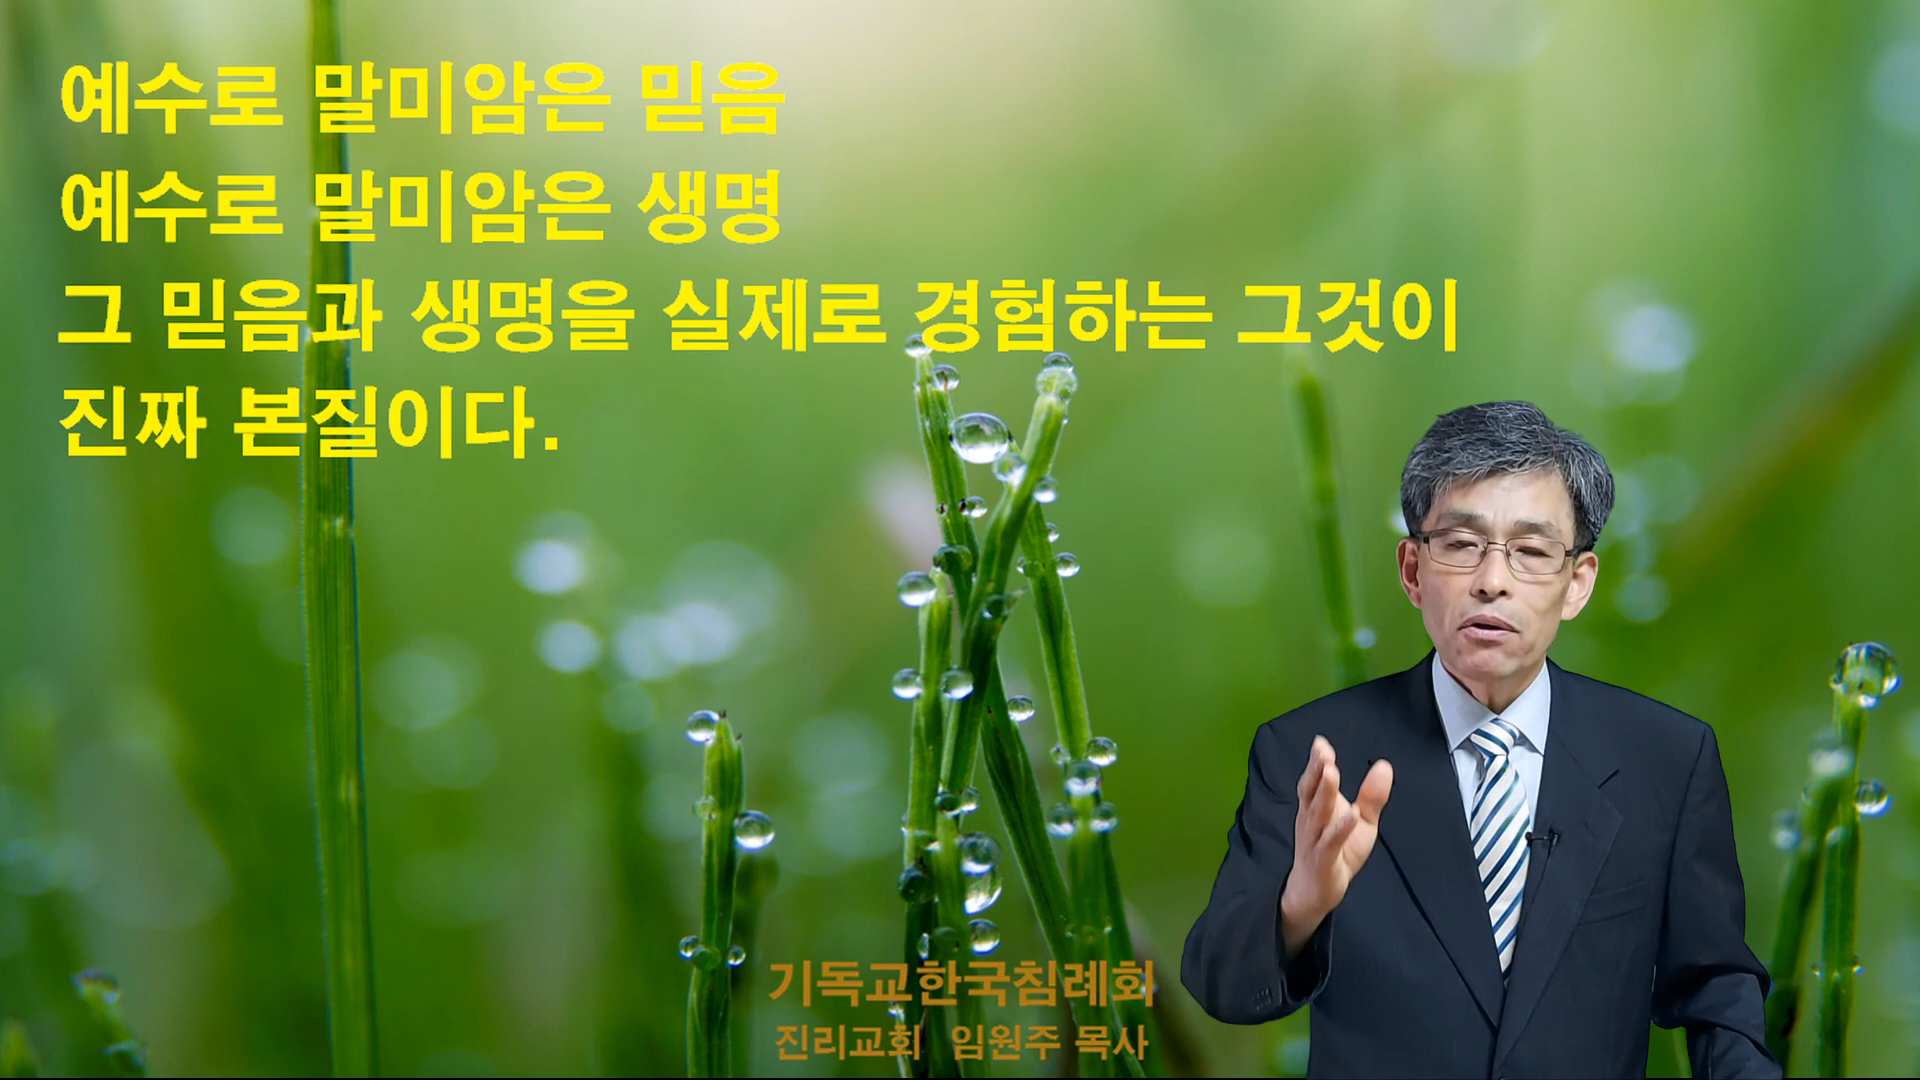 예수로 말미암은 믿음
예수로 말미암은 생명
그 믿음과 생명을 실제로 경험하는 그것이
진짜 본질이다.
기독교한국침례회
진리교회 임원주 목사